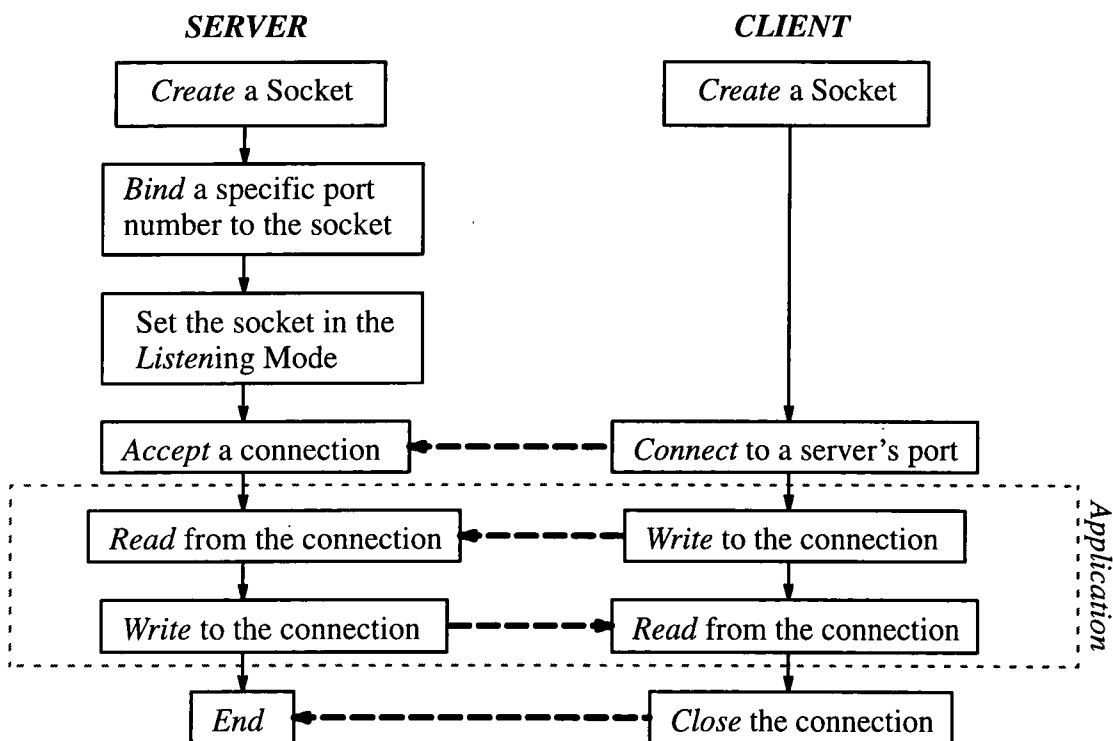 SERVER
CLIENT
Create a Socket
Create a Socket
Bind a specific port
number to the socket
Set the socket in the
Listening Mode
Accept a connection
Connect to a server's port
Read from the connection
Write to the connection
Write to the connection
Read from the connection
Application
End
Close the connection